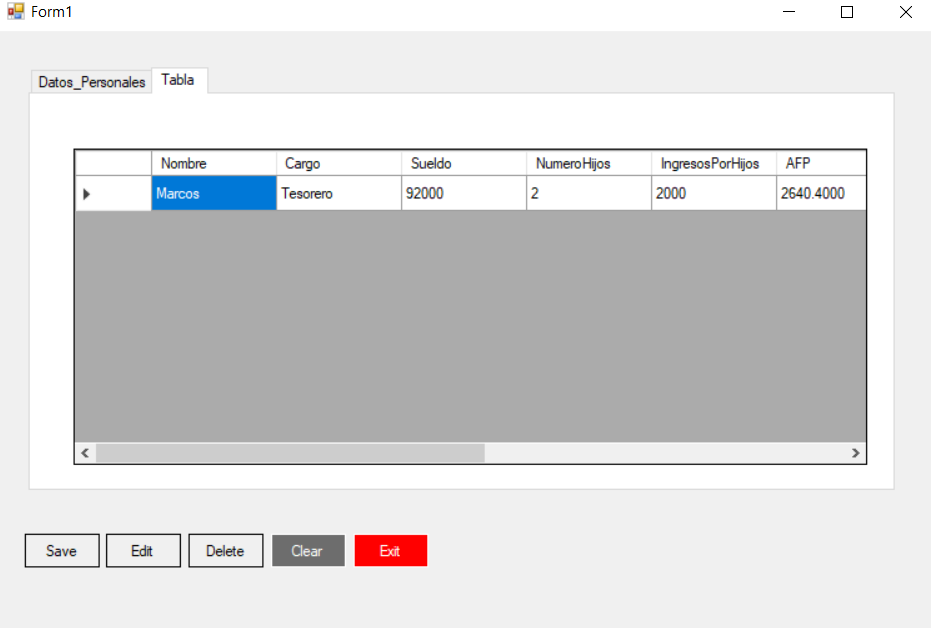 Form1
Datos_Personales Tabla
Nombre Cargo Sueldo NumeroHijos IngresosPorHijos AFP
Marcos Tesorero 92000 2 2000 2640.4000
Save Edit Delete Clear Exit